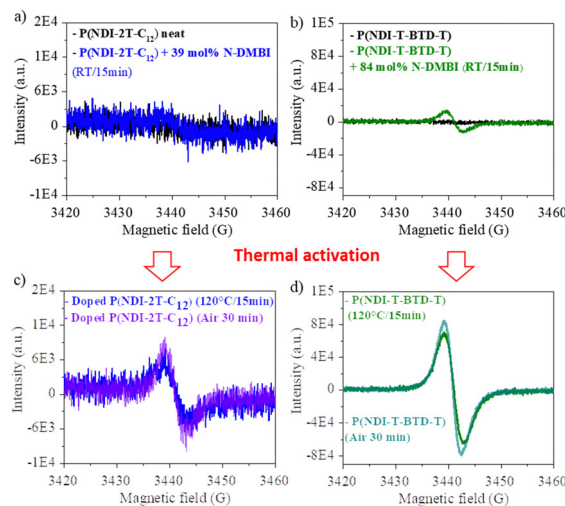 a)
2E4
- P(NDI-2T-C12) neat
- P(NDI-2T-C12) + 39 mol% N-DMBI
(RT/15min)
1E4
6E3
0
-6E3
-1E4
Intensity (a.u.)
3420 3430 3440 3450 3460
Magnetic field (G)
b)
1E5
- P(NDI-T-BTD-T)
- P(NDI-T-BTD-T)
+ 84 mol% N-DMBI (RT/15min)
8E4
4E4
0
-4E4
-8E4
Intensity (a.u.)
3420 3430 3440 3450 3460
Magnetic field (G)
Thermal activation
c)
2E4
- Doped P(NDI-2T-C12) (120°C/15min)
- Doped P(NDI-2T-C12) (Air 30 min)
1E4
6E3
0
-6E3
-1E4
Intensity (a.u.)
3420 3430 3440 3450 3460
Magnetic field (G)
d)
1E5
- P(NDI-T-BTD-T)
(120°C/15min)
8E4
4E4
0
-4E4
-8E4
- P(NDI-T-BTD-T)
(Air 30 min)
Intensity (a.u.)
3420 3430 3440 3450 3460
Magnetic field (G)